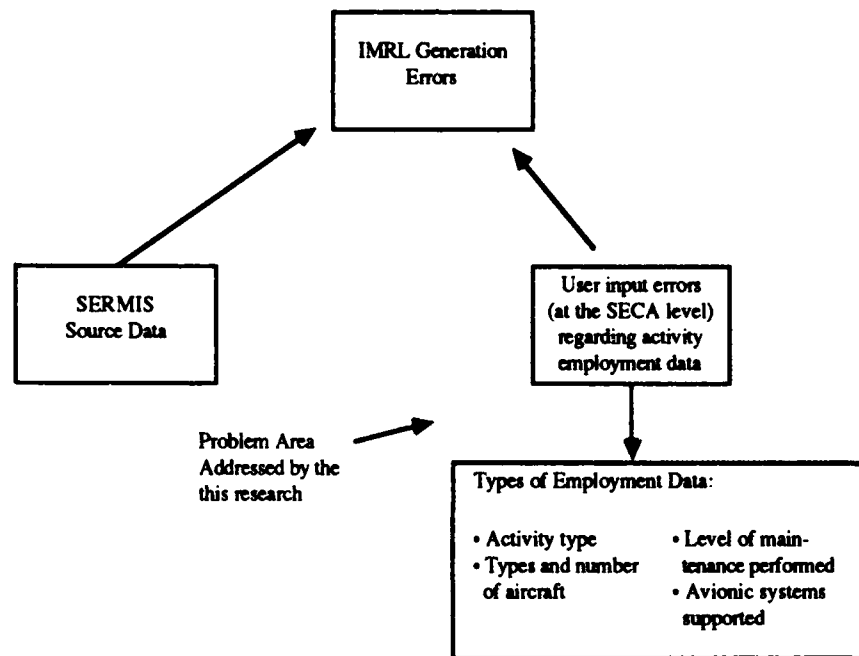 IMRL Generation
Errors
SERMIS
Source Data
User input errors
(at the SECA level)
regarding activity
employment data
Problem Area
Addressed by the
this research
Types of Employment Data:
• Activity type
• Types and number
of aircraft
• Level of main-
tenance performed
• Avionic systems
supported